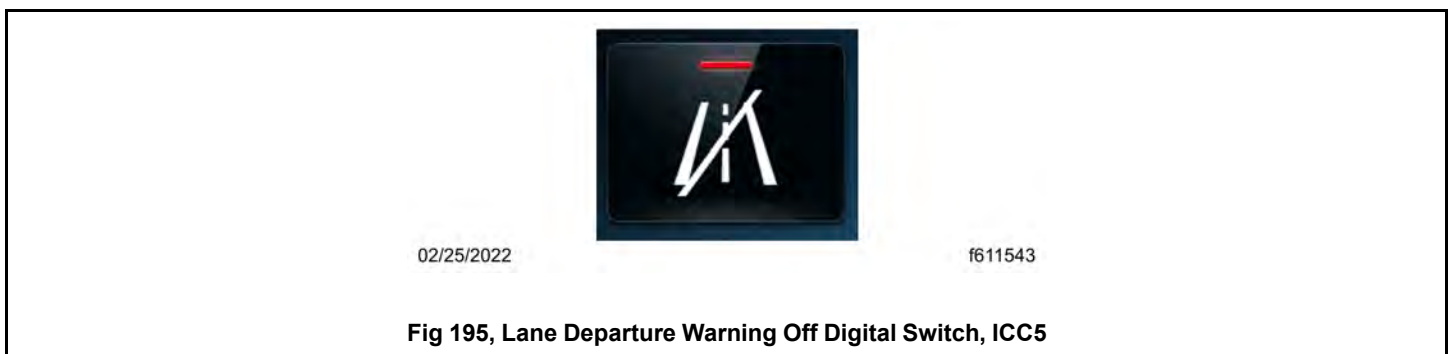 02/25/2022 f611543
Fig 195, Lane Departure Warning Off Digital Switch, ICC5